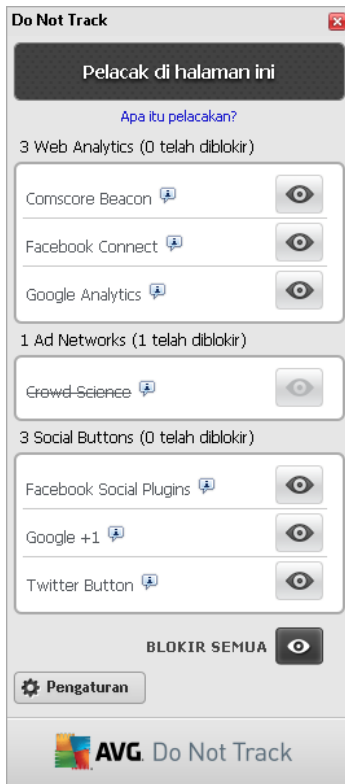 Do Not Track
Pelacak di halaman ini
Apa itu pelacakan?
3 Web Analytics (0 telah diblokir)
Comscore Beacon
Facebook Connect
Google Analytics
1 Ad Networks (1 telah diblokir)
Crowd Science
3 Social Buttons (0 telah diblokir)
Facebook Social Plugins
Google +1
Twitter Button
BLOKIR SEMUA
Pengaturan
AVG. Do Not Track